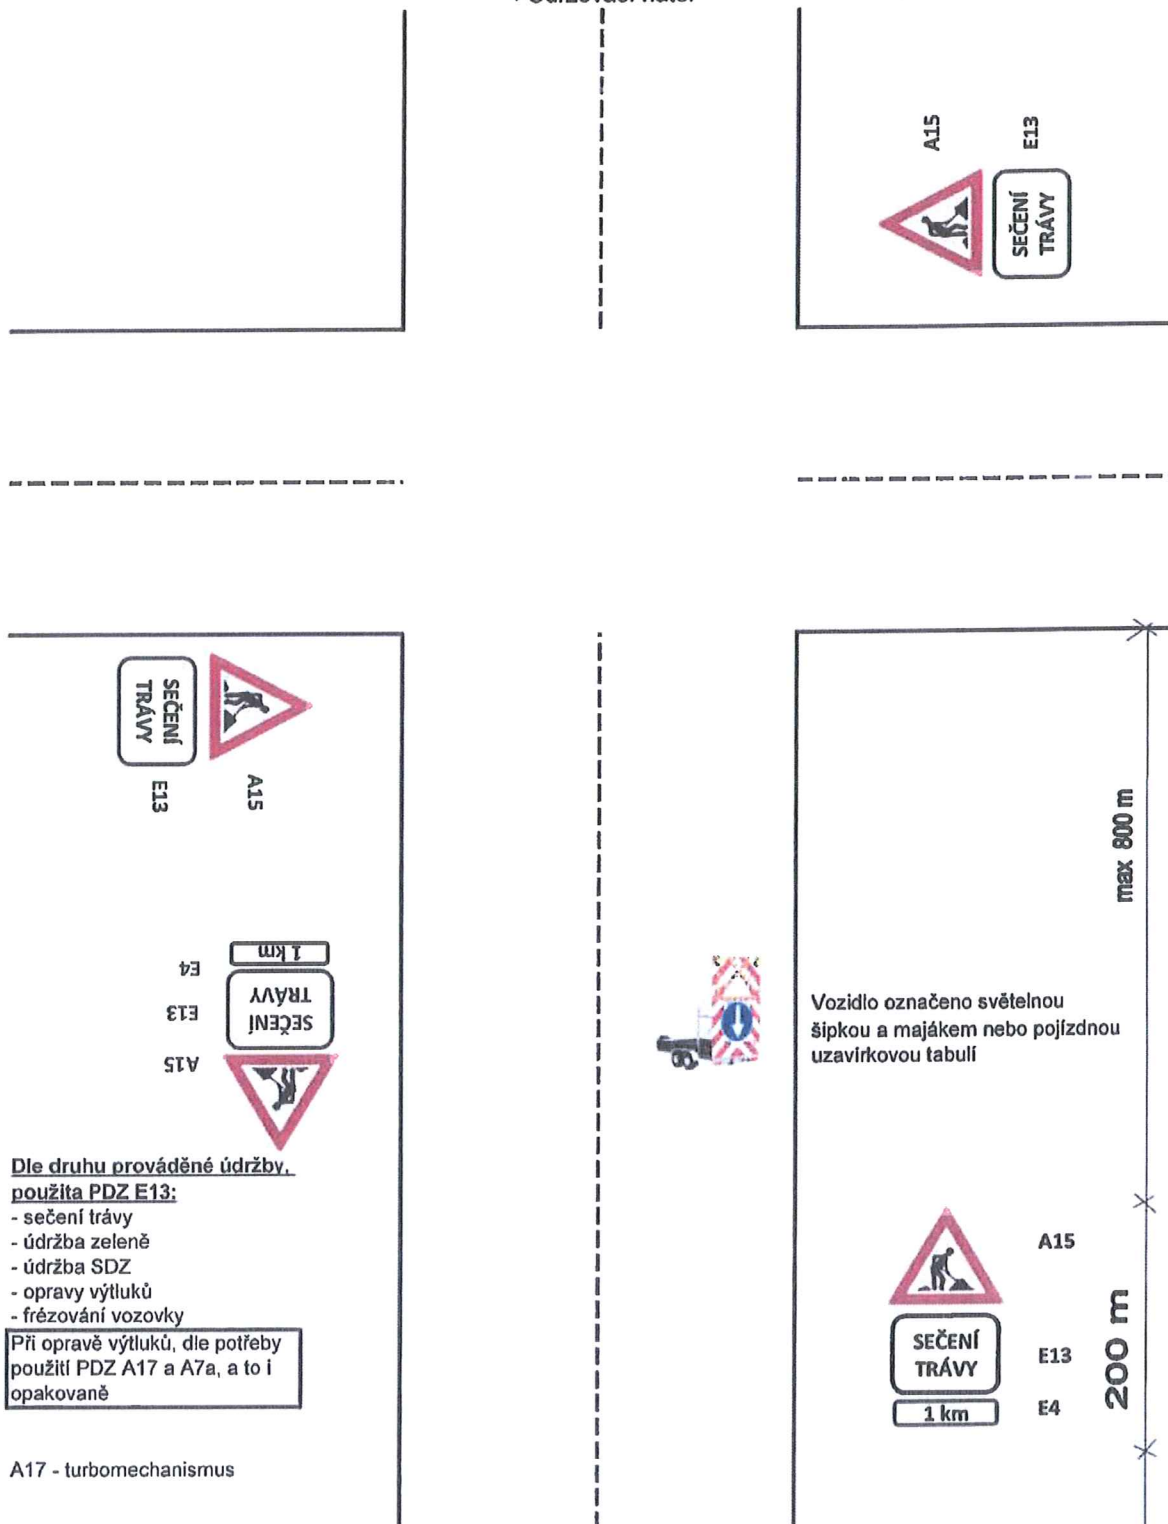 A15
E13
SEČENÍ
TRÁVY
SEČENÍ
TRÁVY
E13
A15
max 800 m
1 km
E4
SEČENÍ
TRÁVY
E13
A15
Vozidlo označeno světelnou
šipkou a majákem nebo pojízdnou
uzavirkovou tabulí
Dle druhu prováděné údržby,
použita PDZ E13:
- sečení trávy
- údržba zeleně
- údržba SDZ
- opravy výtluků
- frézování vozovky
Při opravě výtluků, dle potřeby
použití PDZ A17 a A7a, a to i
opakovaně
A17 - turbomechanismus
A15
SEČENÍ
TRÁVY
E13
1 km
E4
200 m